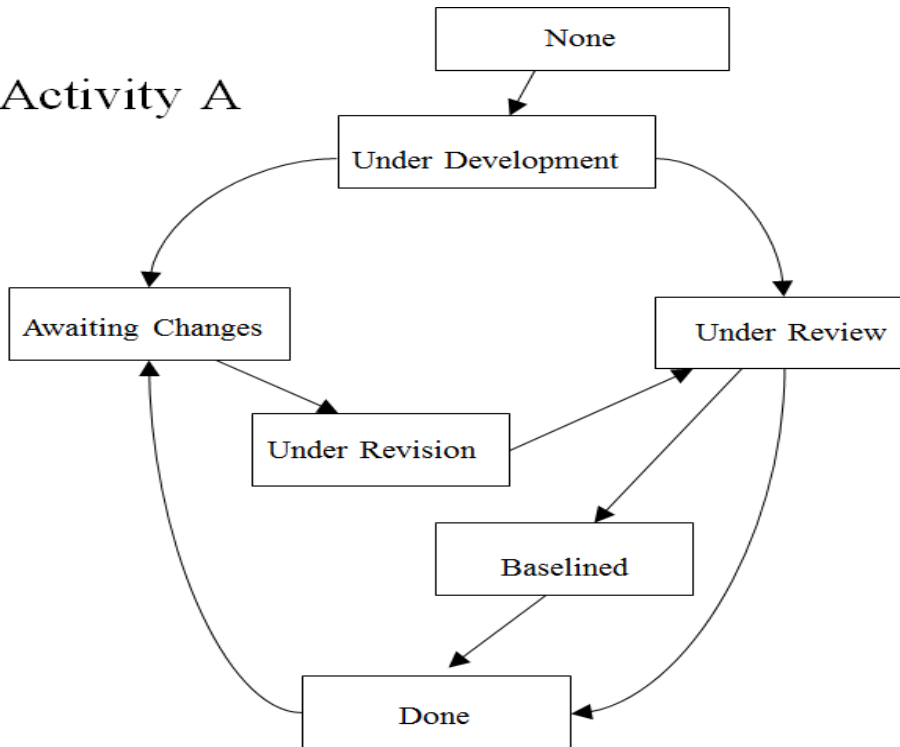 None
Activity A
Under Development
Awaiting Changes
Under Review
Under Revision
Baselined
Done